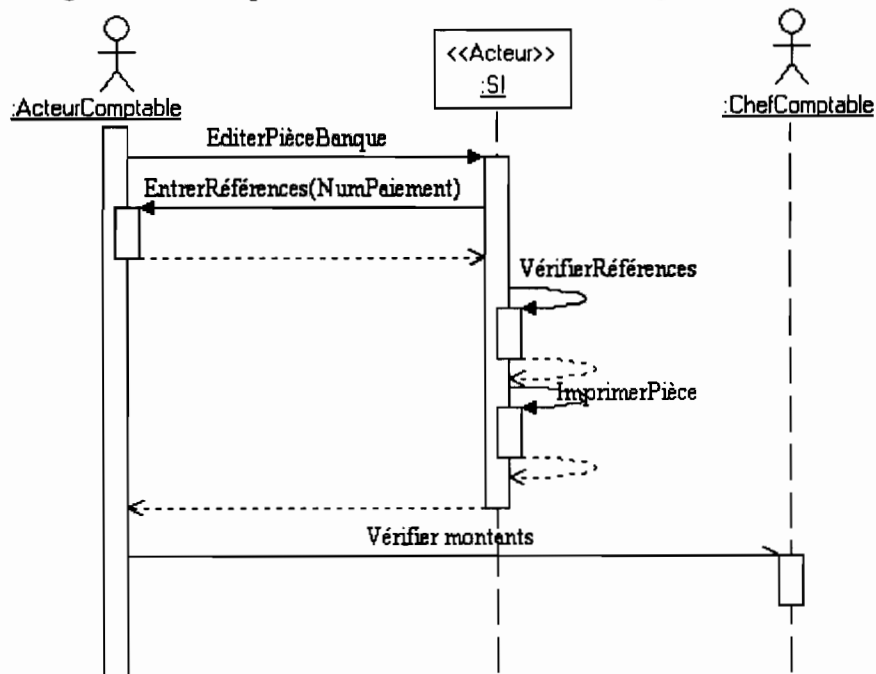 <<Acteur>>
:SI
:ActeurComptable
:ChefComptable
EditerPièceBanque
EntrerRéférences(NumPaiement)
VérifierRéférences
ImprimerPièce
Vérifier montants